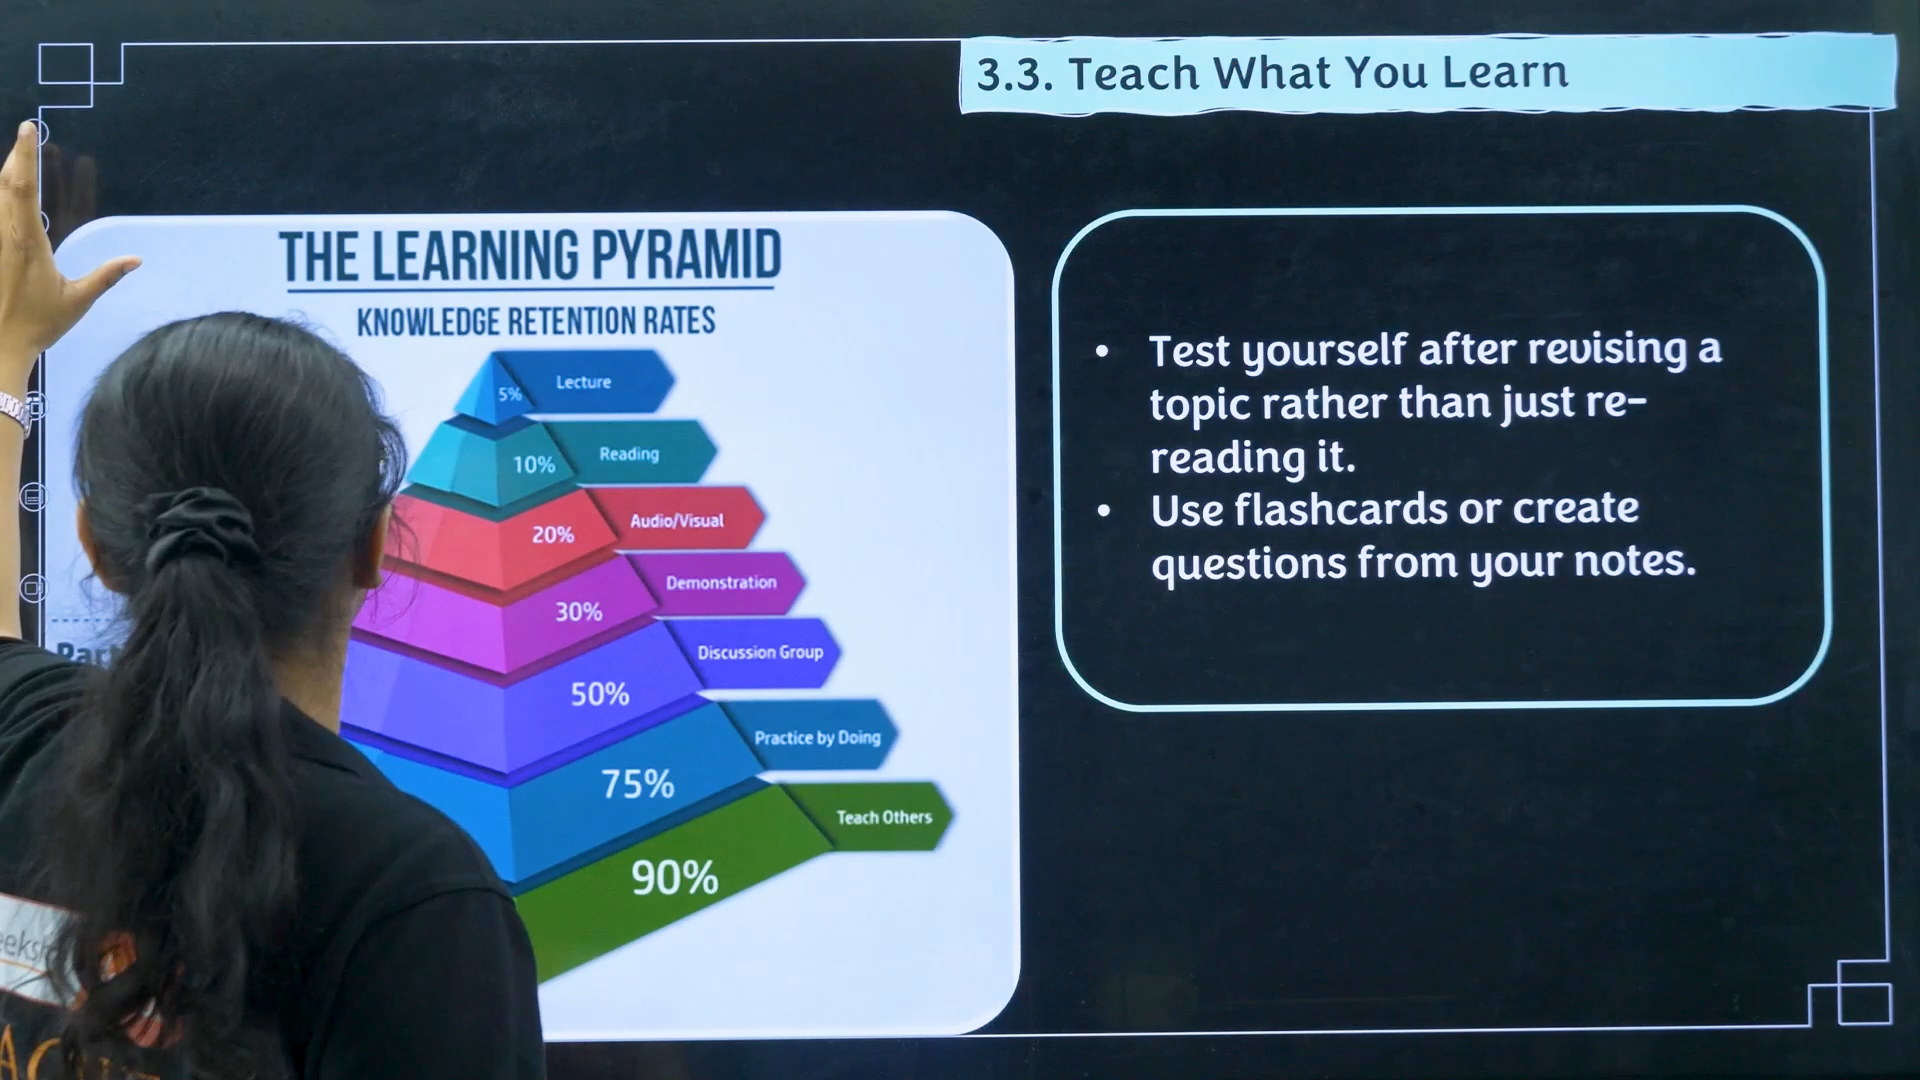 3.3. Teach What You Learn
THE LEARNING PYRAMID
KNOWLEDGE RETENTION RATES
5% Lecture
10% Reading
20% Audio/Visual
30% Demonstration
50% Discussion Group
75% Practice by Doing
90% Teach Others
• Test yourself after revising a
topic rather than just re-
reading it.
• Use flashcards or create
questions from your notes.